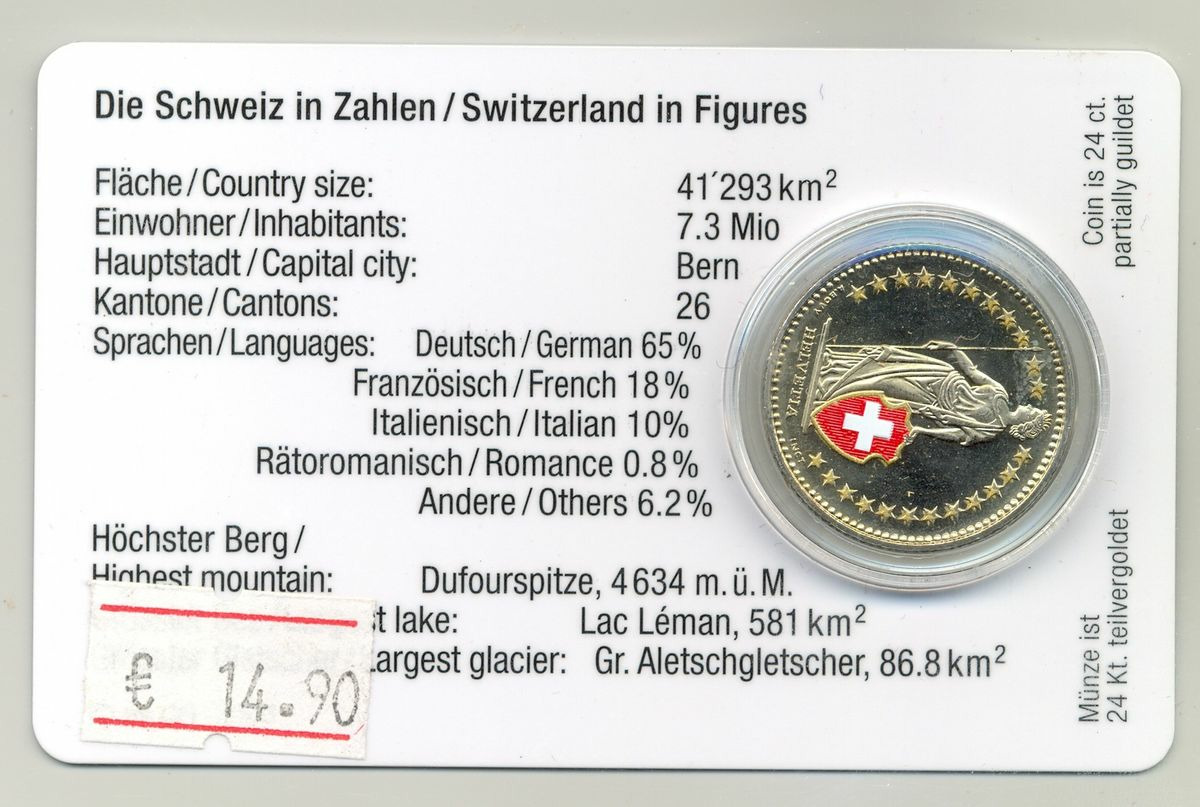 Die Schweiz in Zahlen / Switzerland in Figures
Fläche / Country size: 41´293 km²
Einwohner / Inhabitants: 7.3 Mio
Hauptstadt / Capital city: Bern
Kantone / Cantons: 26
Sprachen / Languages: Deutsch / German 65 %
Französisch / French 18 %
Italienisch / Italian 10%
Rätoromanisch / Romance 0.8 %
Andere / Others 6.2 %
Höchster Berg /
Highest mountain: Dufourspitze, 4634 m. ü. M.
st lake: Lac Léman, 581 km²
Largest glacier: Gr. Aletschgletscher, 86.8 km²
€ 14.90
Coin is 24 ct.
partially guildet
HELVETIA
Münze ist
24 Kt. teilvergoldet